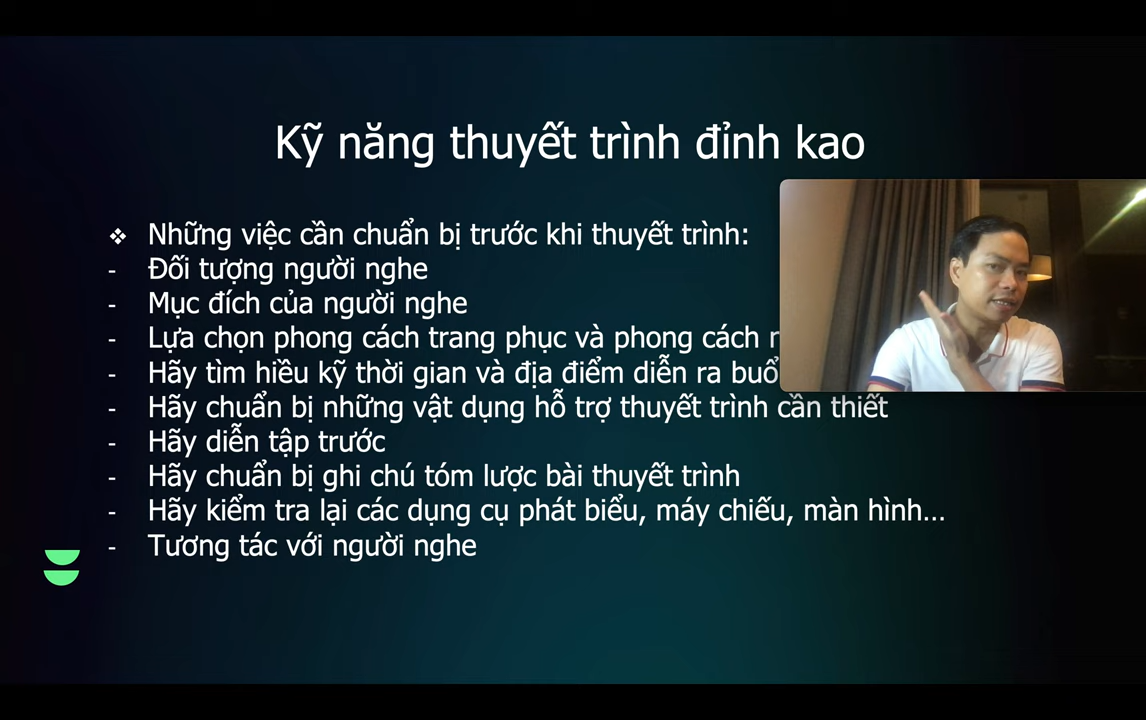 Kỹ năng thuyết trình đỉnh kao
❖ Những việc cần chuẩn bị trước khi thuyết trình:
- Đối tượng người nghe
- Mục đích của người nghe
- Lựa chọn phong cách trang phục và phong cách
- Hãy tìm hiều kỹ thời gian và địa điểm diễn ra buổ
- Hãy chuẩn bị những vật dụng hỗ trợ thuyết trình cần thiết
- Hãy diễn tập trước
- Hãy chuẩn bị ghi chú tóm lược bài thuyết trình
- Hãy kiểm tra lại các dụng cụ phát biểu, máy chiếu, màn hình...
- Tương tác với người nghe